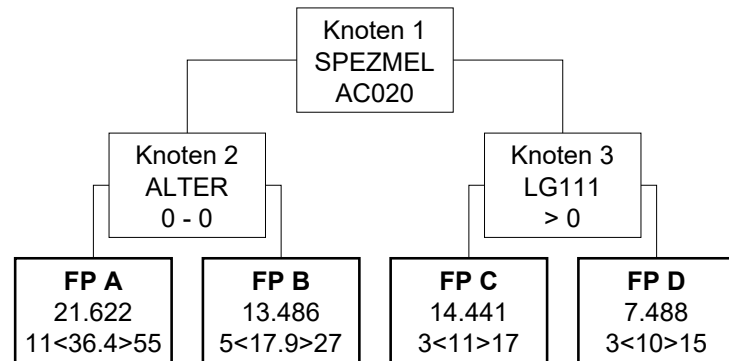 Knoten 1
SPEZMEL
AC020
Knoten 2
ALTER
0 - 0
Knoten 3
LG111
> 0
FP A
21.622
11<36.4>55
FP B
13.486
5<17.9>27
FP C
14.441
3<11>17
FP D
7.488
3<10>15